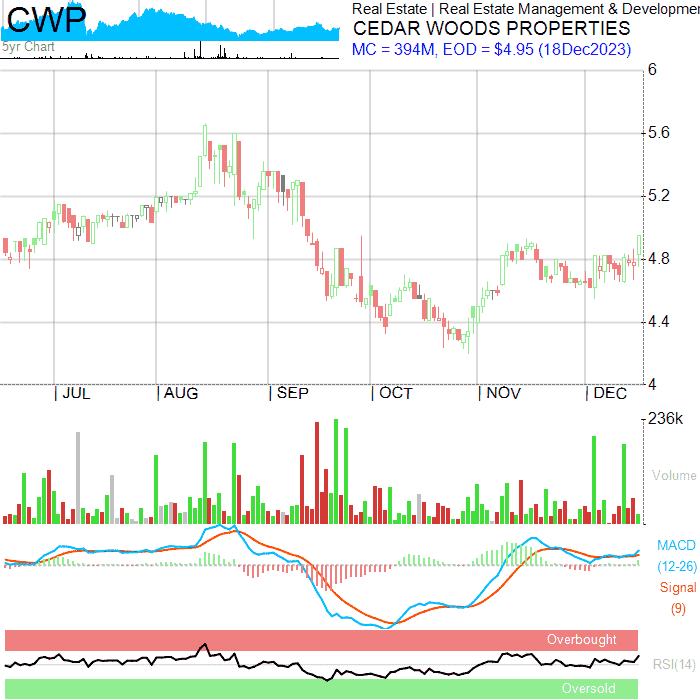 CWP
5yr Chart
Real Estate | Real Estate Management & Developmen
CEDAR WOODS PROPERTIES
MC = 394M, EOD = $4.95 (18Dec2023)
6
5.6
5.2
4.8
4.4
4
| JUL | AUG | SEP | OCT | NOV | DEC
236k
Volume
MACD
(12-26)
Signal
(9)
Overbought
RSI(14)
Oversold